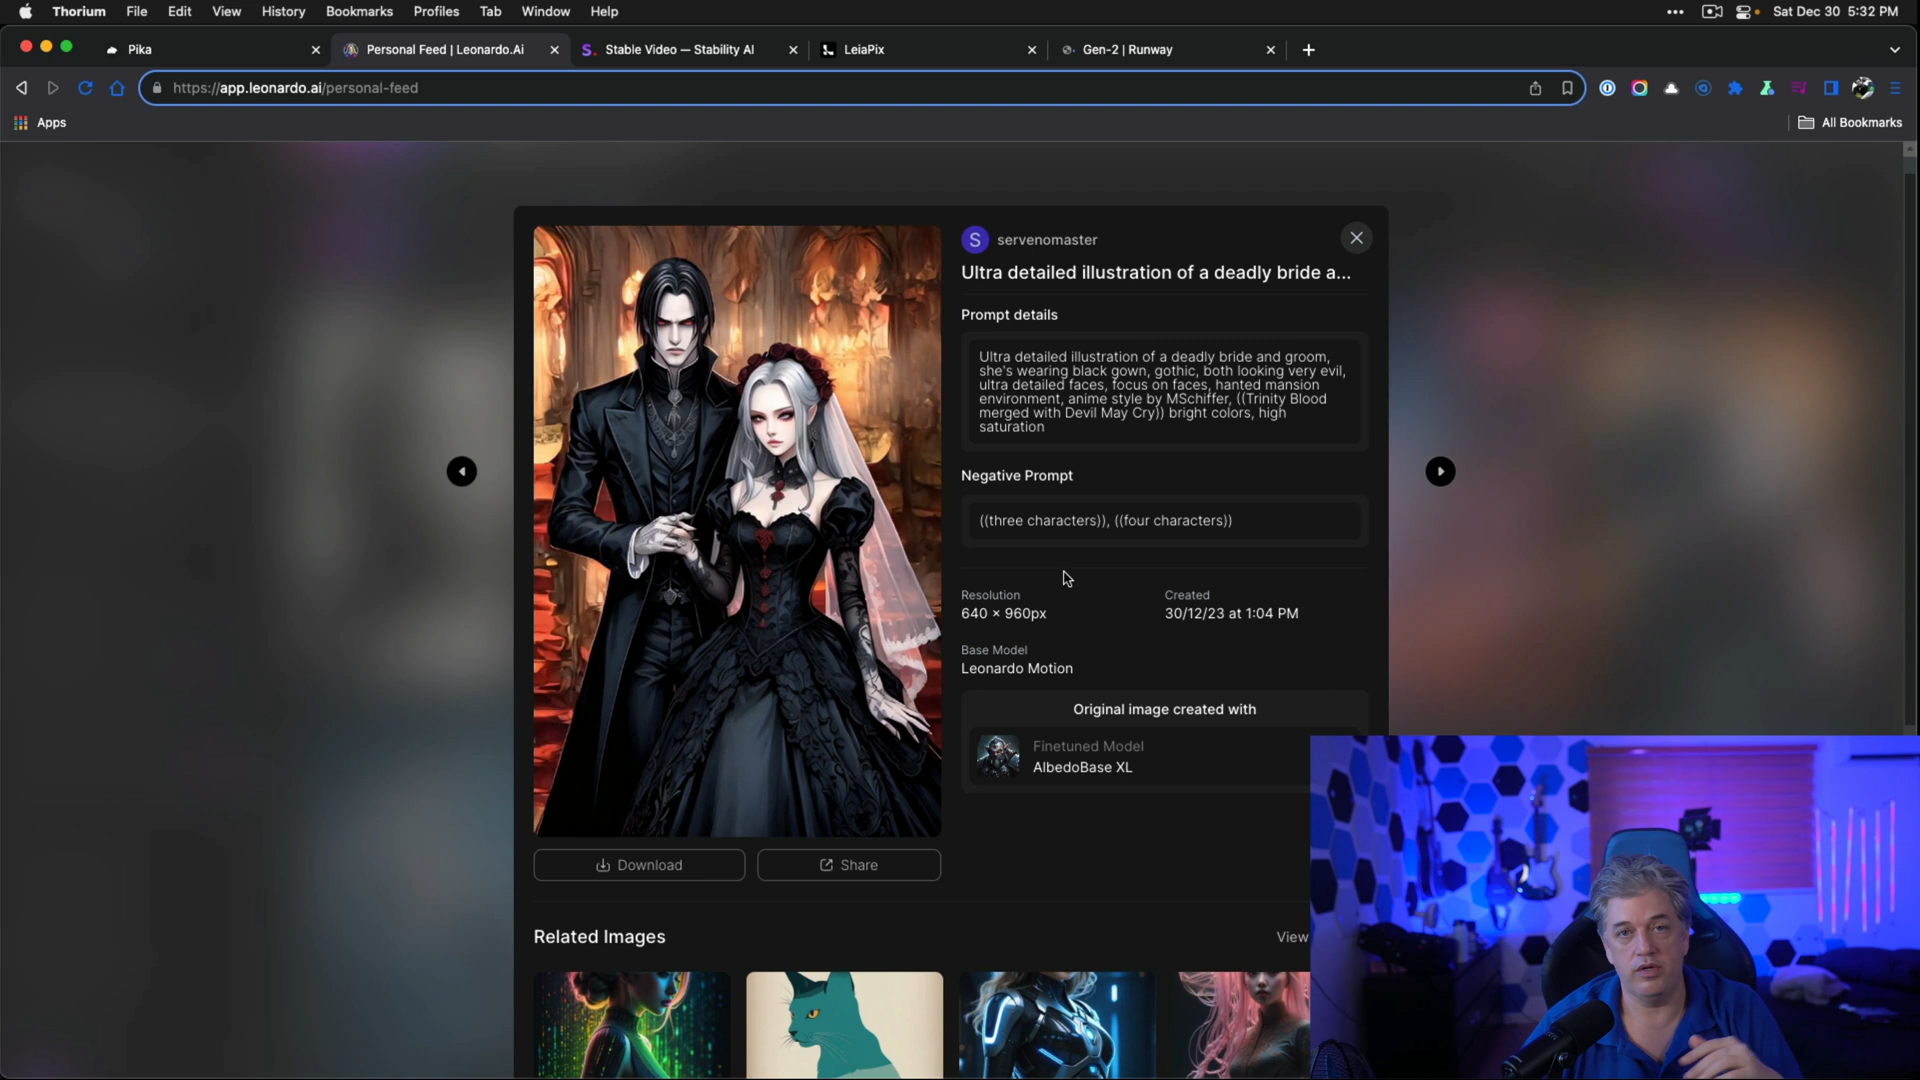 Thorium File Edit View History Bookmarks Profiles Tab Window Help Sat Dec 30 5:32 PM
Pika Personal Feed | Leonardo.Ai S. Stable Video — Stability AI LeiaPix Gen-2 | Runway
https://app.leonardo.ai/personal-feed
Apps All Bookmarks
S servenomaster
Ultra detailed illustration of a deadly bride a...
Prompt details
Ultra detailed illustration of a deadly bride and groom,
she's wearing black gown, gothic, both looking very evil,
ultra detailed faces, focus on faces, hanted mansion
environment, anime style by MSchiffer, ((Trinity Blood
merged with Devil May Cry)) bright colors, high
saturation
Negative Prompt
((three characters)), ((four characters))
Resolution Created
640 × 960px 30/12/23 at 1:04 PM
Base Model
Leonardo Motion
Original image created with
Finetuned Model
AlbedoBase XL
Download Share
Related Images View